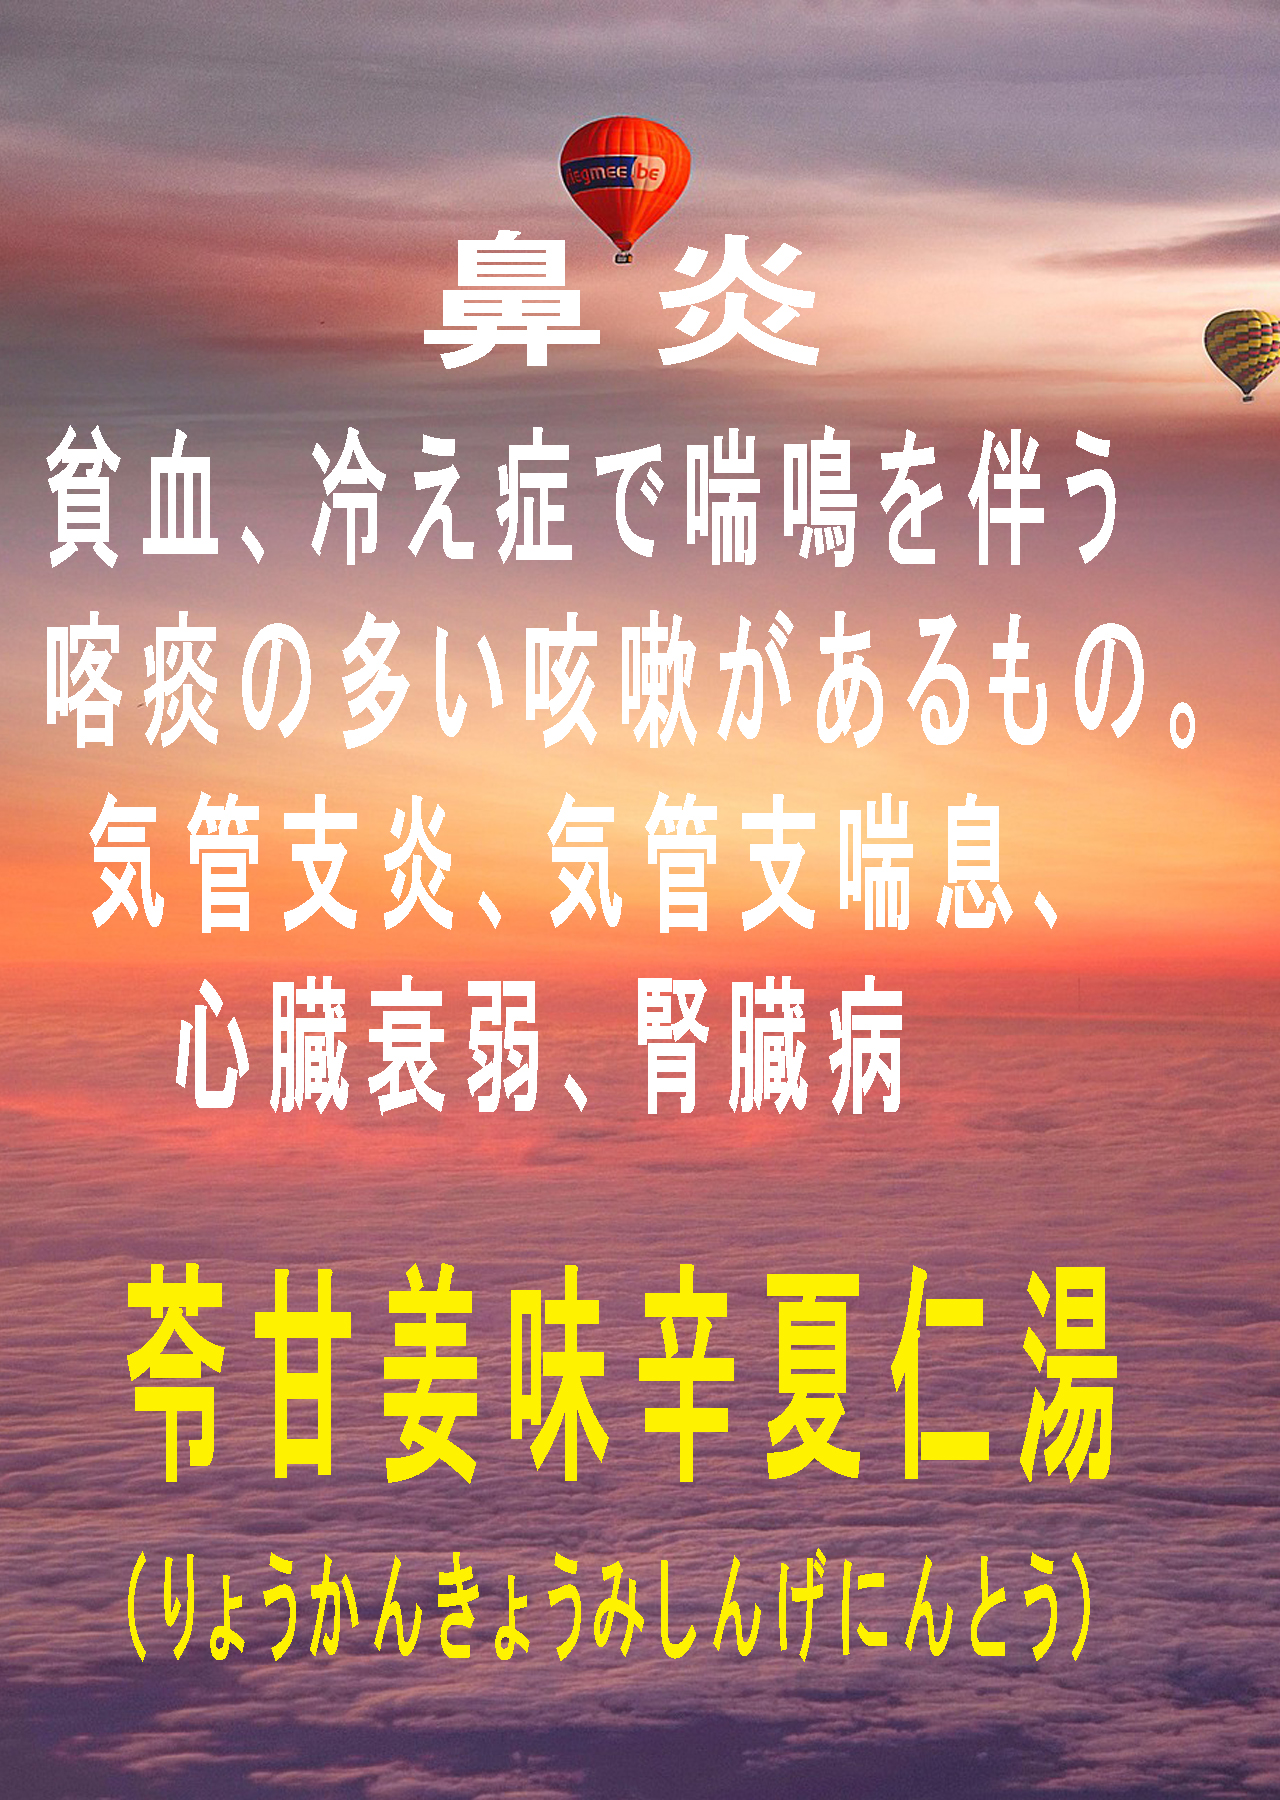 鼻炎
貧血、冷え症で喘鳴を伴う
喀痰の多い咳嗽があるもの。
気管支炎、気管支喘息、
心臓衰弱、腎臓病
苓甘姜味辛夏仁湯
(りょうかんきょうみしんげにんとう)